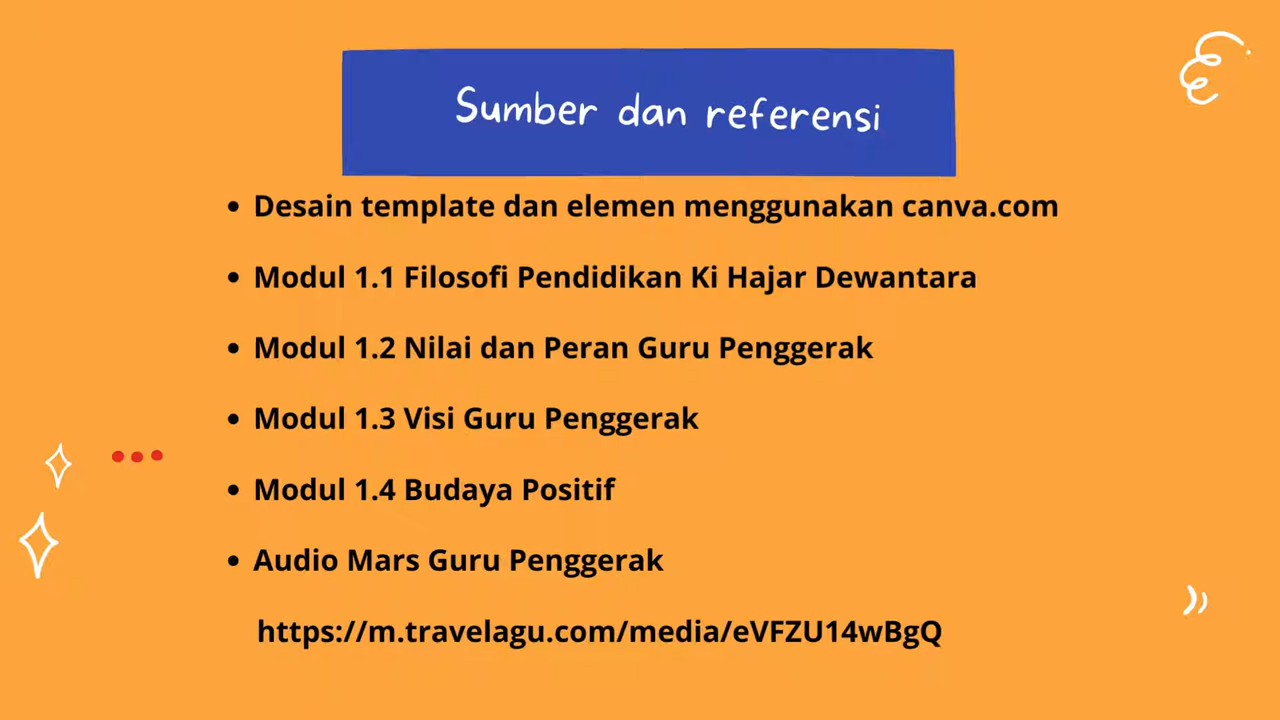 Sumber dan referensi
• Desain template dan elemen menggunakan canva.com
• Modul 1.1 Filosofi Pendidikan Ki Hajar Dewantara
• Modul 1.2 Nilai dan Peran Guru Penggerak
• Modul 1.3 Visi Guru Penggerak
• Modul 1.4 Budaya Positif
• Audio Mars Guru Penggerak
https://m.travelagu.com/media/eVFZU14wBgQ